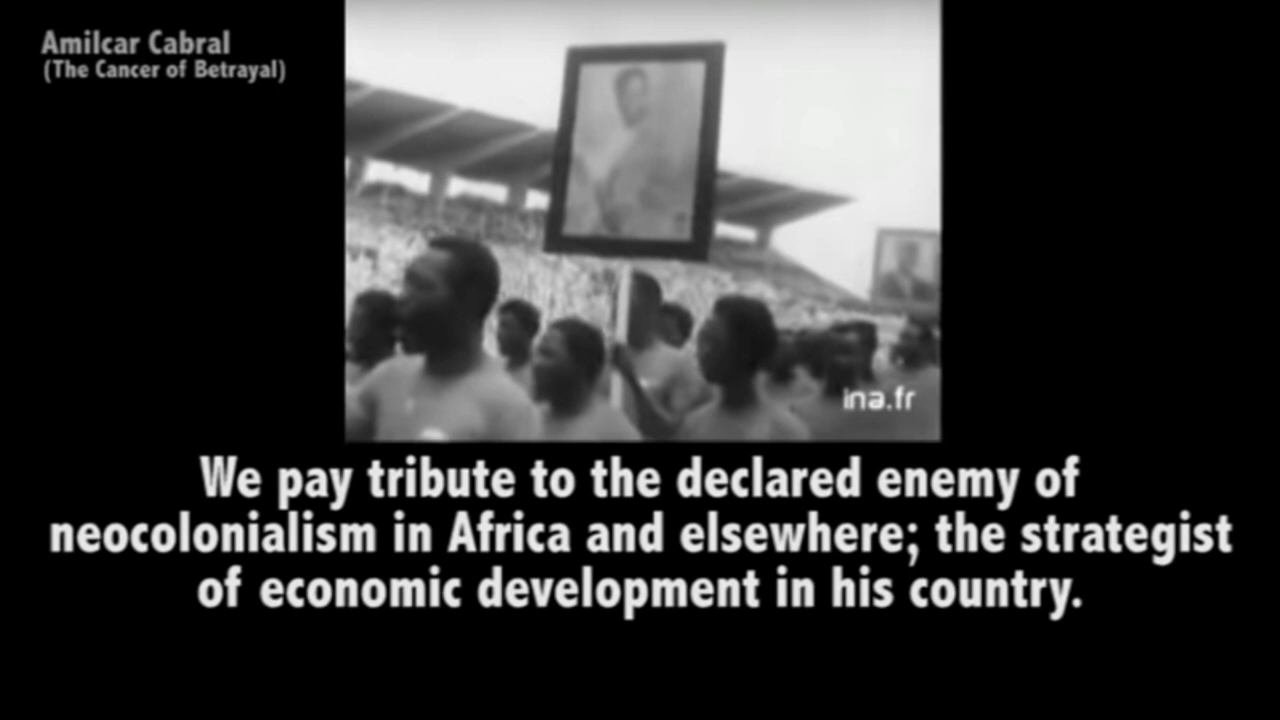 Amilcar Cabral
(The Cancer of Betrayal)
ina.fr
We pay tribute to the declared enemy of
neocolonialism in Africa and elsewhere; the strategist
of economic development in his country.